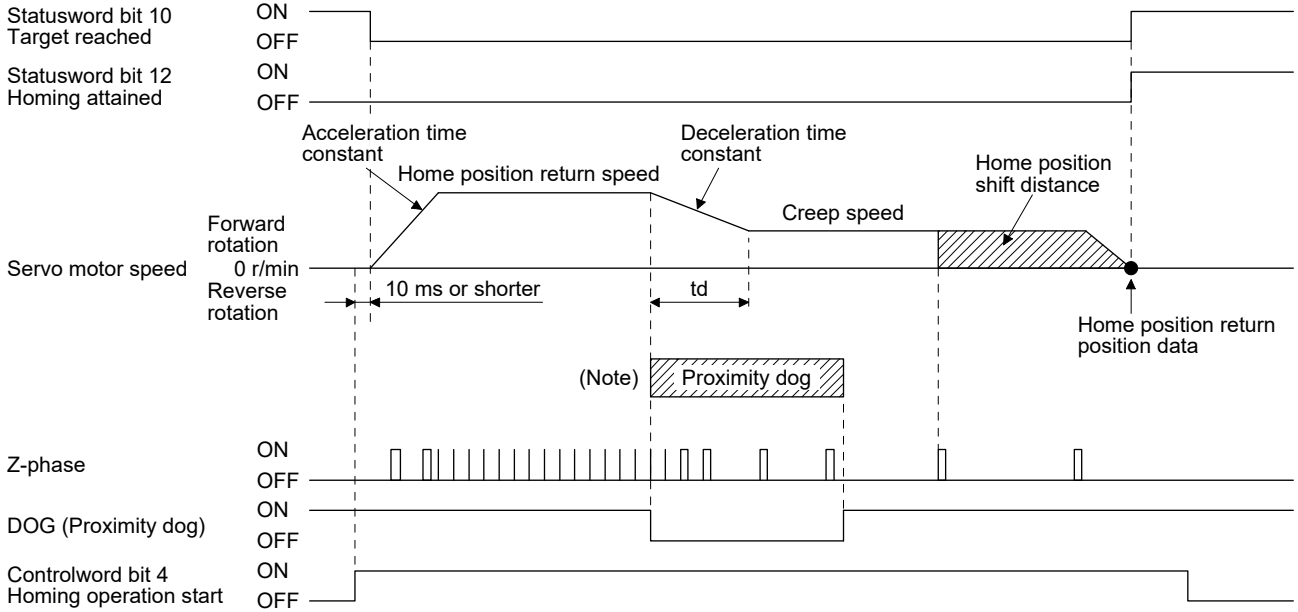 Statusword bit 10
Target reached
ON
OFF
Statusword bit 12
Homing attained
ON
OFF
Acceleration time
constant
Home position return speed
Deceleration time
constant
Creep speed
Home position
shift distance
Servo motor speed
Forward
rotation
0 r/min
Reverse
rotation
10 ms or shorter
td
Home position return
position data
(Note)
Proximity dog
Z-phase
ON
OFF
DOG (Proximity dog)
ON
OFF
Controlword bit 4
Homing operation start
ON
OFF